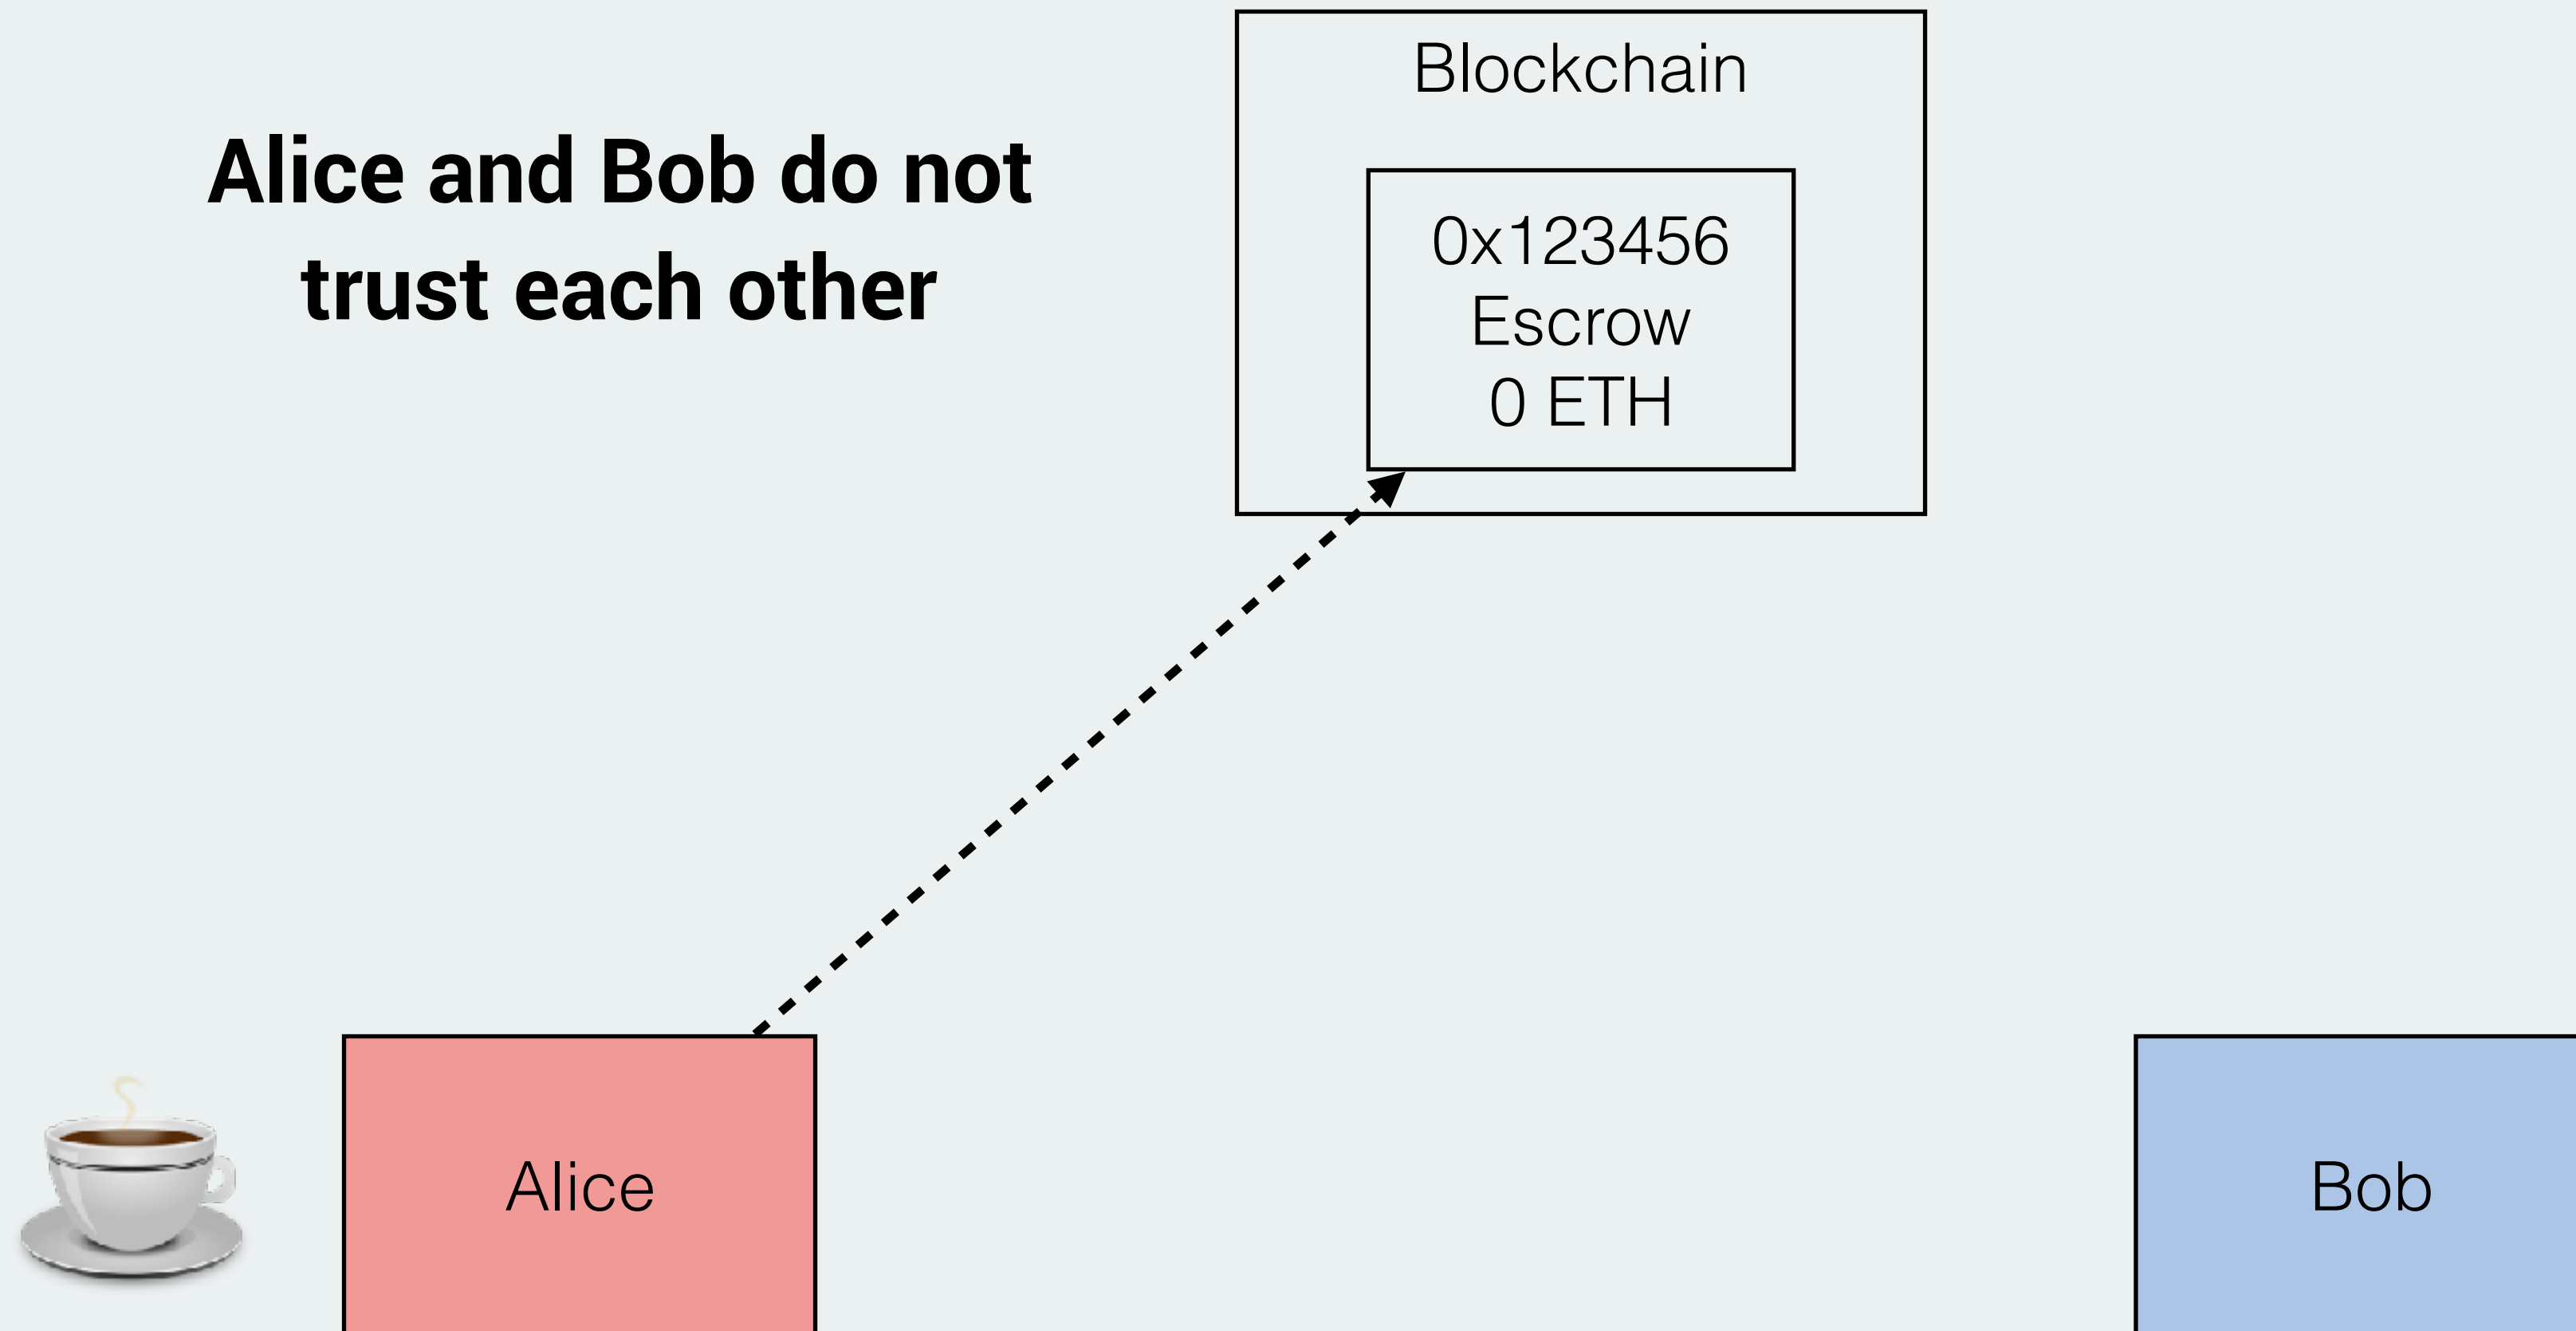 Alice and Bob do not
trust each other
Blockchain
0x123456
Escrow
0 ETH
Alice
Bob